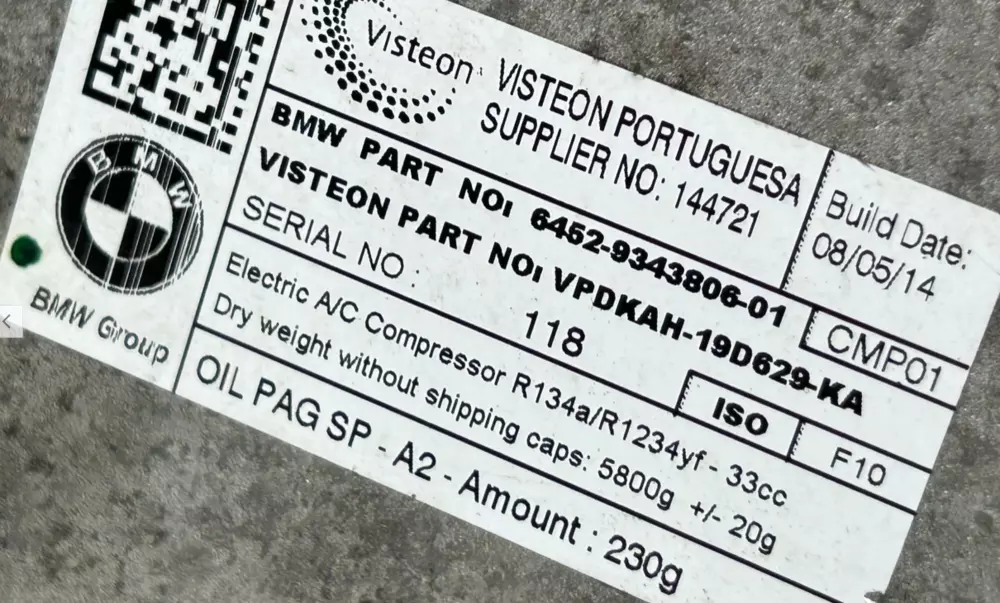 Visteon
VISTEON PORTUGUESA
SUPPLIER NO: 144721
Build Date:
08/05/14
BMW
BMW Group
BMW PART NO: 6452-9343806-01
CMP01
VISTEON PART NO: VPDKAH-19D629-KA
SERIAL NO : 118
ISO
F10
Electric A/C Compressor R134a/R1234yf - 33cc
Dry weight without shipping caps: 5800g +/- 20g
OIL PAG SP - A2 - Amount : 230g